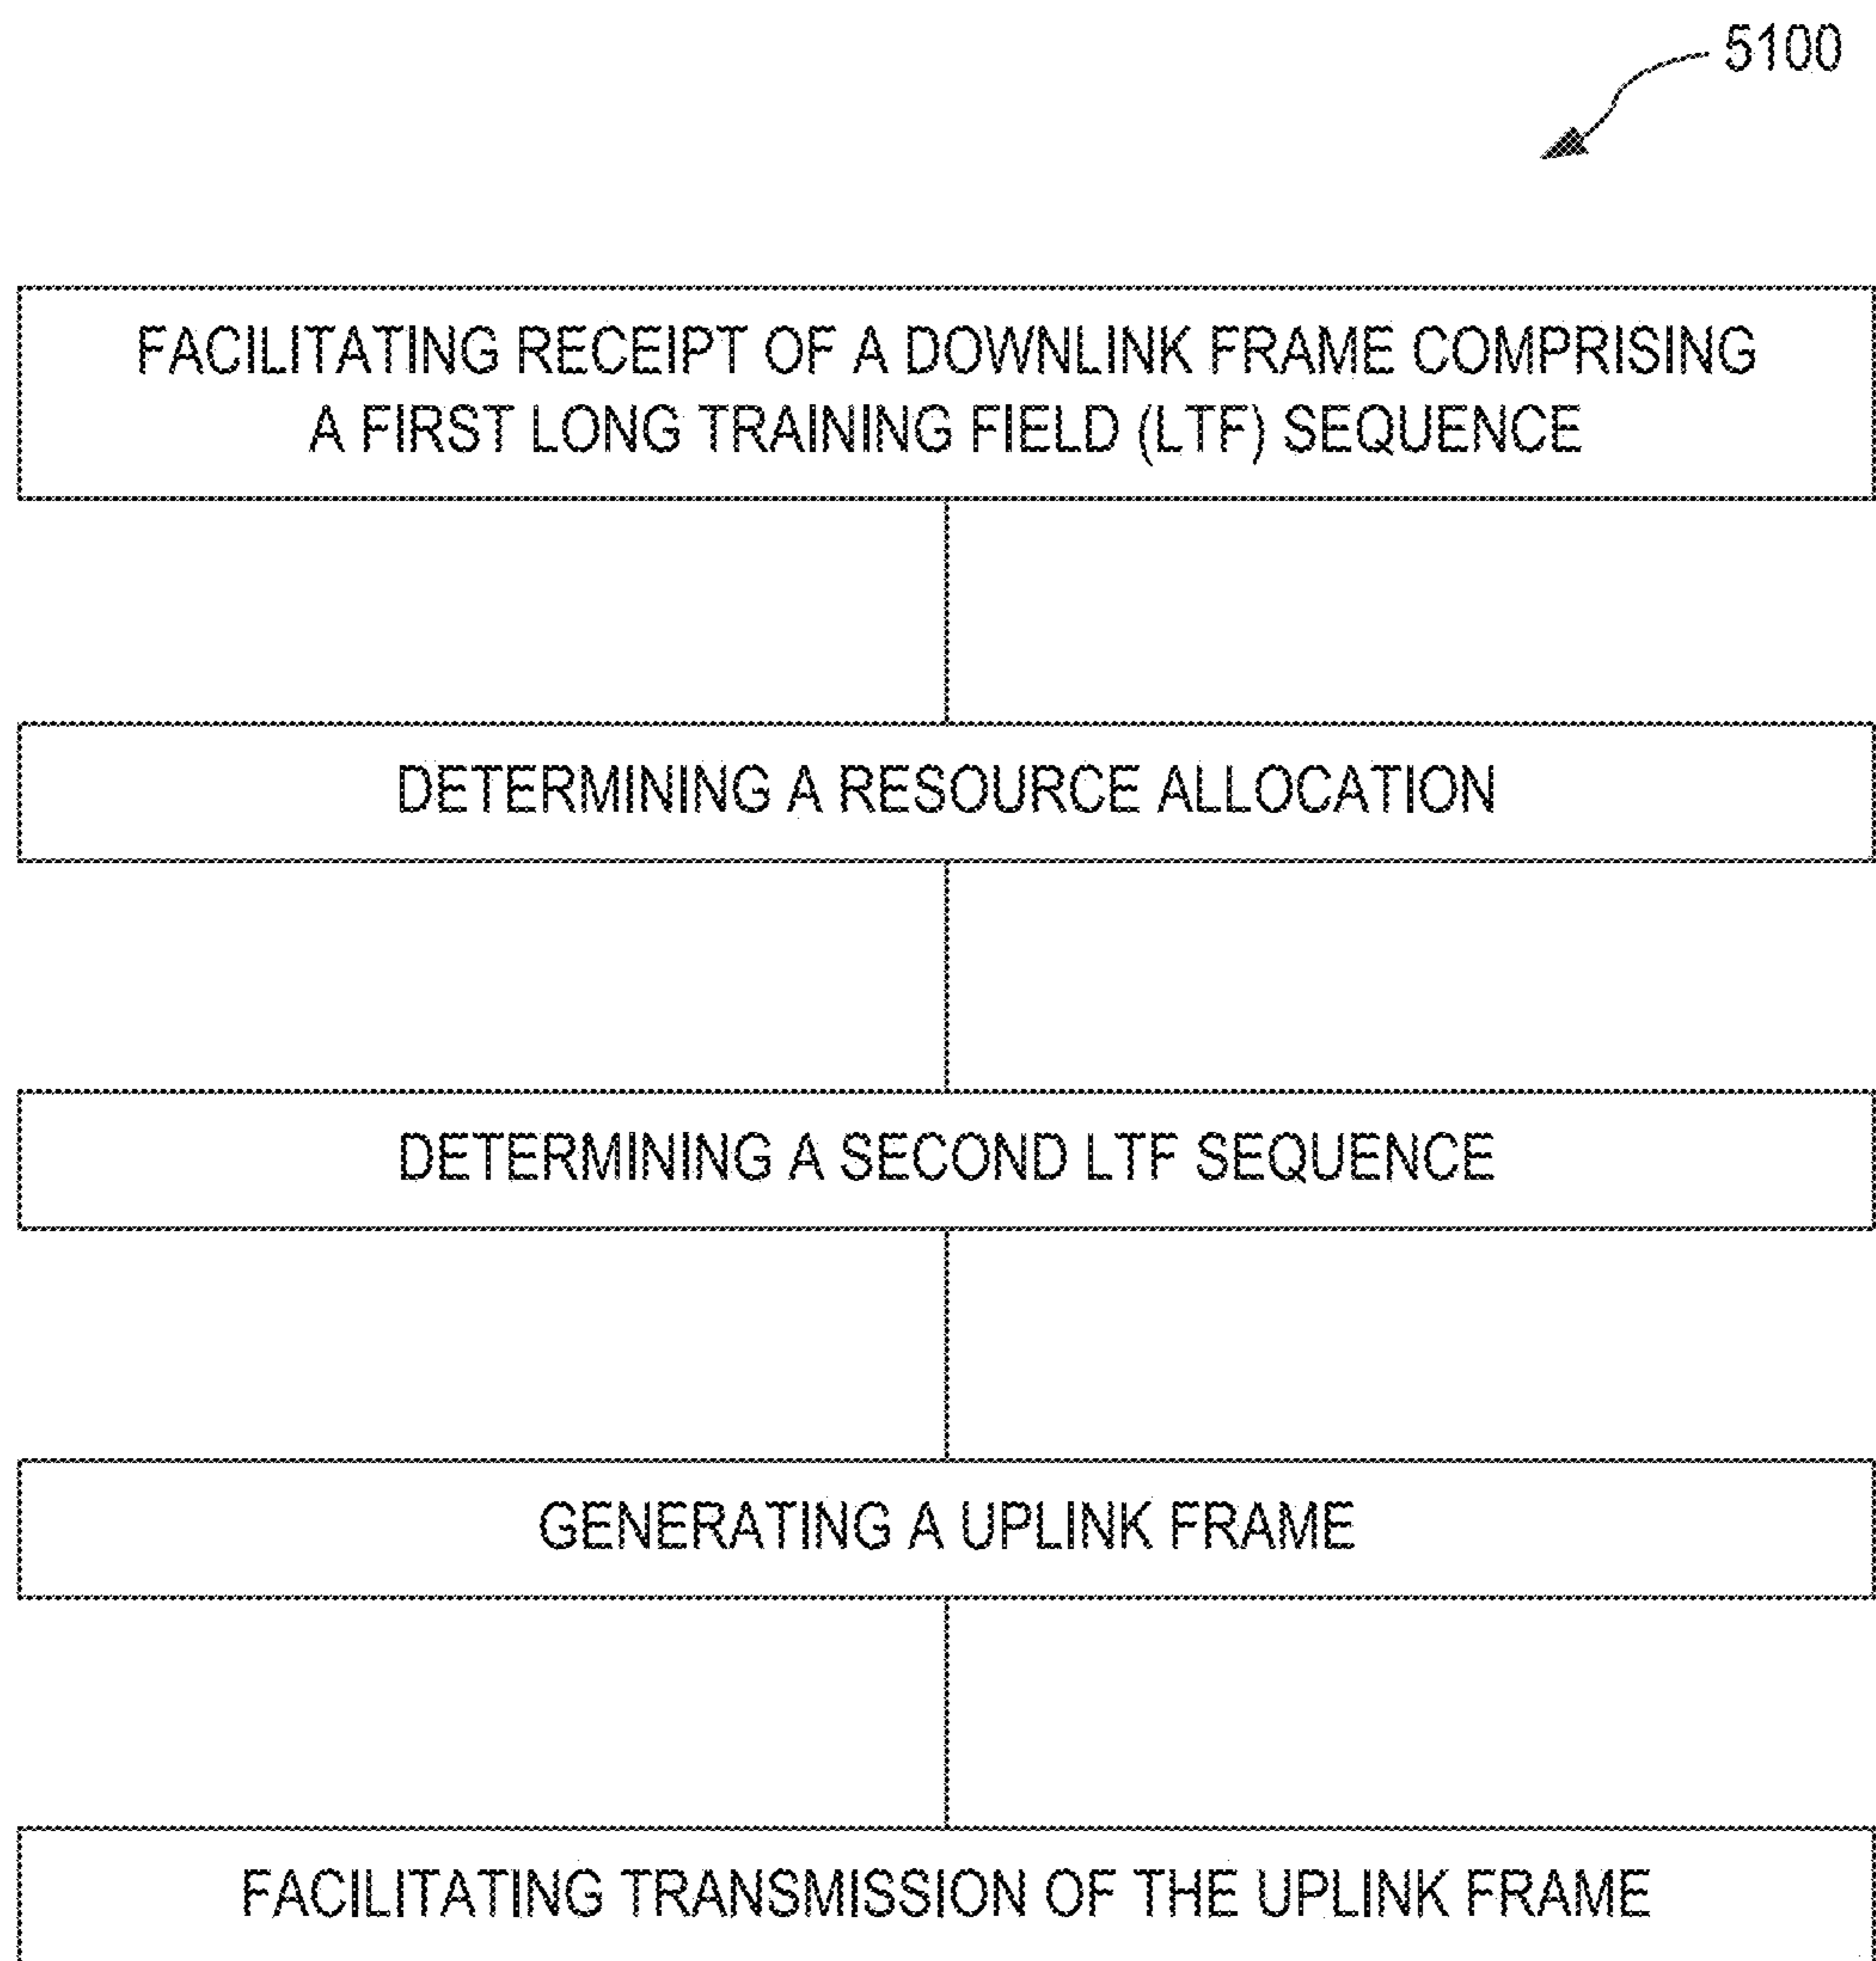 5100
FACILITATING RECEIPT OF A DOWNLINK FRAME COMPRISING
A FIRST LONG TRAINING FIELD (LTF) SEQUENCE
DETERMINING A RESOURCE ALLOCATION
DETERMINING A SECOND LTF SEQUENCE
GENERATING A UPLINK FRAME
FACILITATING TRANSMISSION OF THE UPLINK FRAME